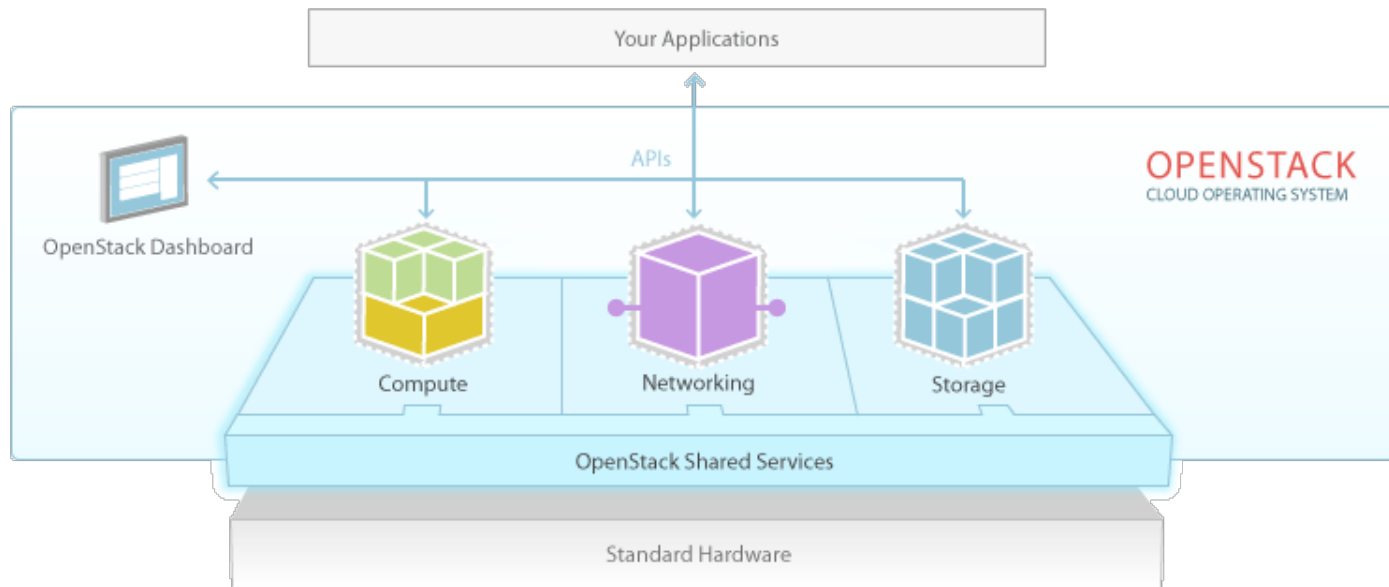 Your Applications
APIs
OPENSTACK
CLOUD OPERATING SYSTEM
OpenStack Dashboard
Compute
Networking
Storage
OpenStack Shared Services
Standard Hardware